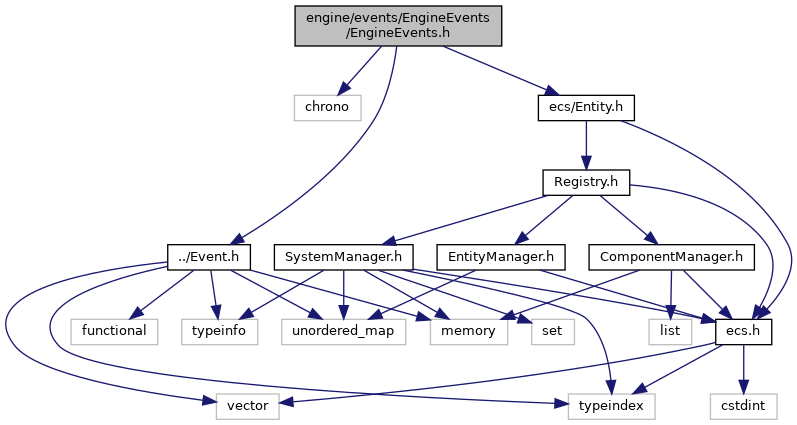 engine/events/EngineEvents
/EngineEvents.h
chrono
ecs/Entity.h
Registry.h
../Event.h
SystemManager.h
EntityManager.h
ComponentManager.h
functional
typeinfo
unordered_map
memory
set
list
ecs.h
vector
typeindex
cstdint